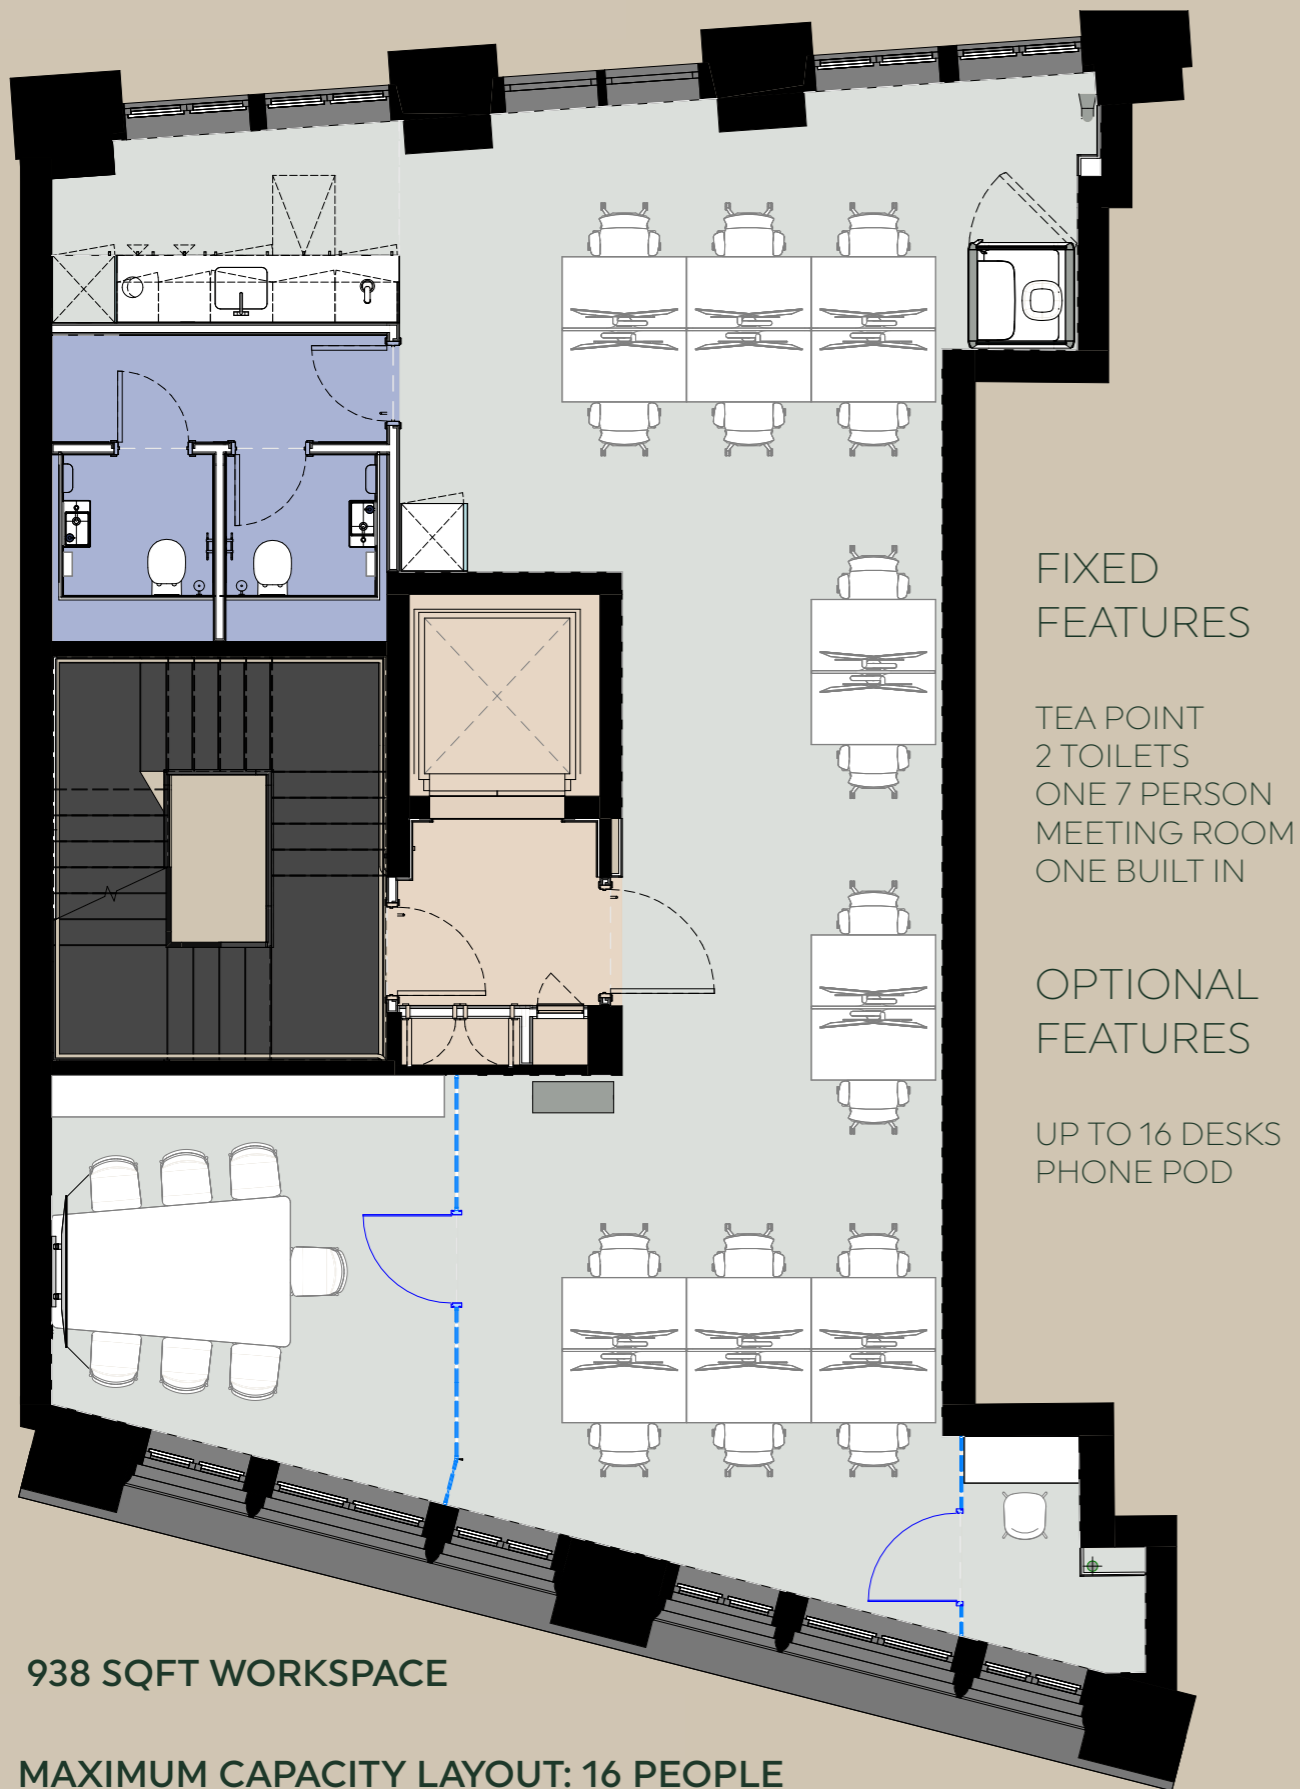 FIXED
FEATURES
TEA POINT
2 TOILETS
ONE 7 PERSON
MEETING ROOM
ONE BUILT IN
OPTIONAL
FEATURES
UP TO 16 DESKS
PHONE POD
938 SQFT WORKSPACE
MAXIMUM CAPACITY LAYOUT: 16 PEOPLE